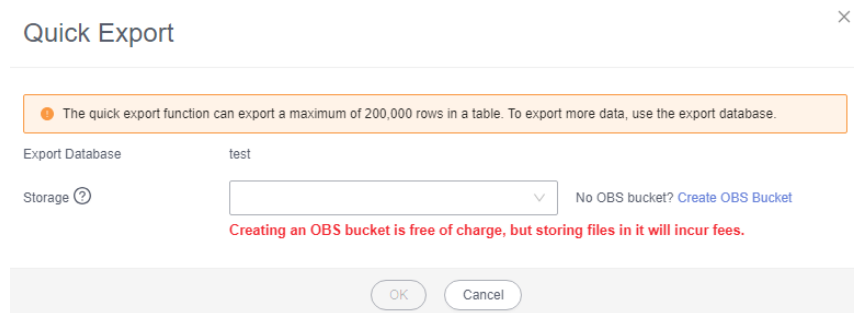 Quick Export
The quick export function can export a maximum of 200,000 rows in a table. To export more data, use the export database.
Export Database test
Storage No OBS bucket? Create OBS Bucket
Creating an OBS bucket is free of charge, but storing files in it will incur fees.
OK Cancel